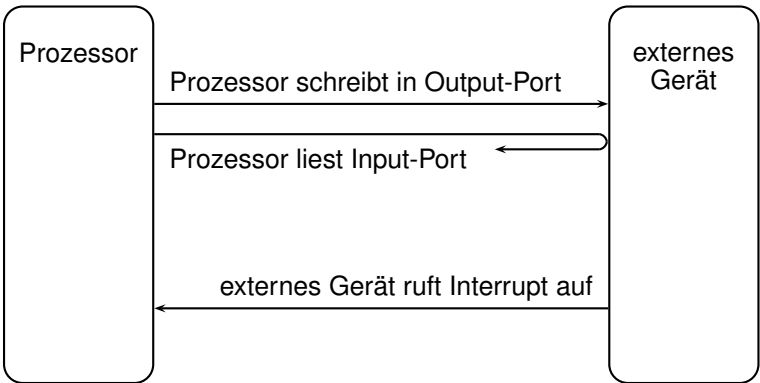 Prozessor
externes
Gerät
Prozessor schreibt in Output-Port
Prozessor liest Input-Port
externes Gerät ruft Interrupt auf